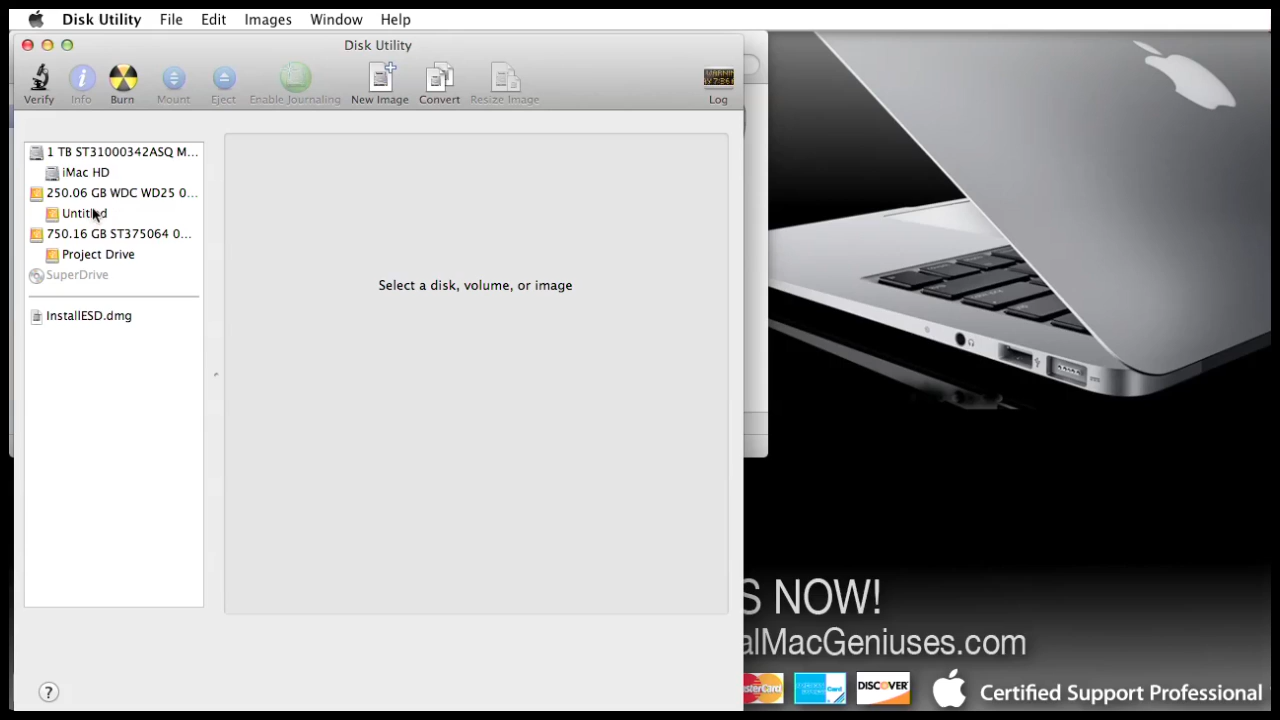 Disk Utility File Edit Images Window Help
Disk Utility
Verify Info Burn Mount Eject Enable Journaling New Image Convert Resize Image Log
1 TB ST31000342ASQ M...
iMac HD
250.06 GB WDC WD25 0...
Untitled
750.16 GB ST375064 0...
Project Drive
SuperDrive
InstallESD.dmg
Select a disk, volume, or image
S NOW!
alMacGeniuses.com
MasterCard DISCOVER Certified Support Professional
?